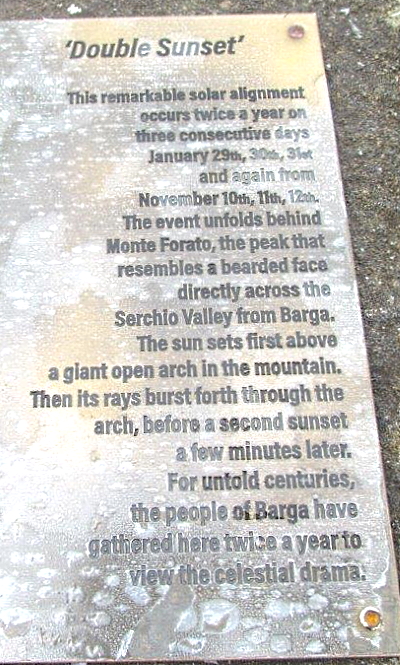 ‘Double Sunset’
This remarkable solar alignment
occurs twice a year on
three consecutive days
January 29th, 30th, 31st
and again from
November 10th, 11th, 12th.
The event unfolds behind
Monte Forato, the peak that
resembles a bearded face
directly across the
Serchio Valley from Barga.
The sun sets first above
a giant open arch in the mountain.
Then its rays burst forth through the
arch, before a second sunset
a few minutes later.
For untold centuries,
the people of Barga have
gathered here twice a year to
view the celestial drama.